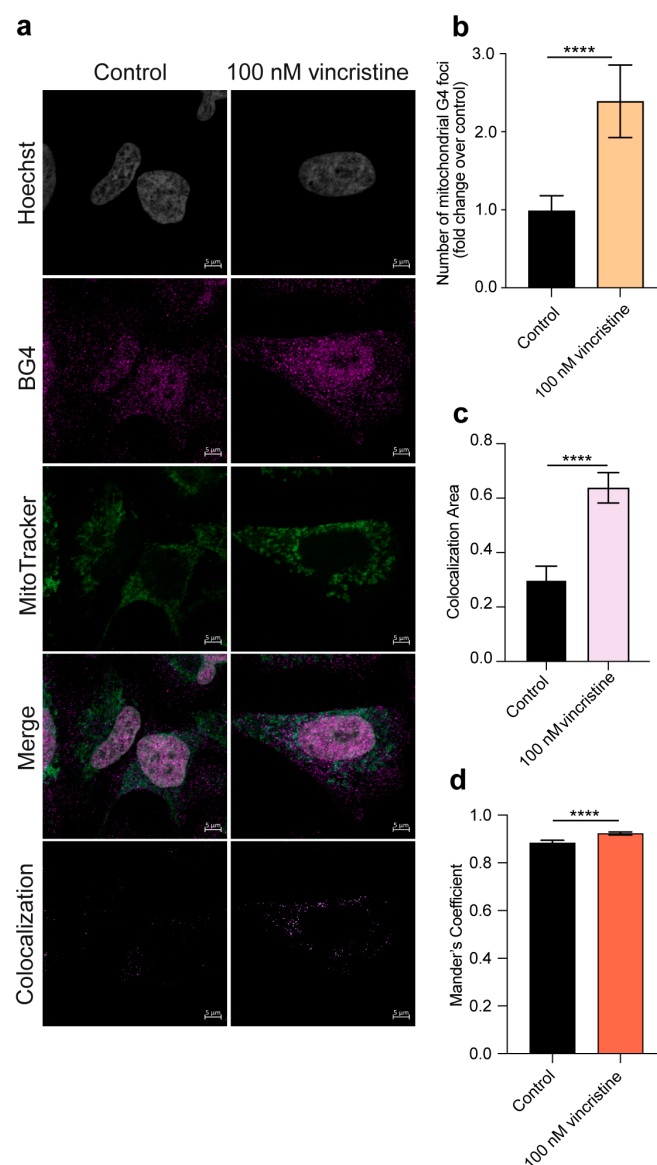 a
Control
100 nM vincristine
Hoechst
5 µm
5 µm
BG4
5 µm
5 µm
MitoTracker
5 µm
5 µm
Merge
5 µm
5 µm
Colocalization
5 µm
5 µm
b
Number of mitochondrial G4 foci
(fold change over control)
3.0
2.0
1.0
0.0
****
Control
100 nM vincristine
c
Colocalization Area
0.8
0.6
0.4
0.2
0.0
****
Control
100 nM vincristine
d
Mander's Coefficient
1.0
0.8
0.6
0.4
0.2
0.0
****
Control
100 nM vincristine